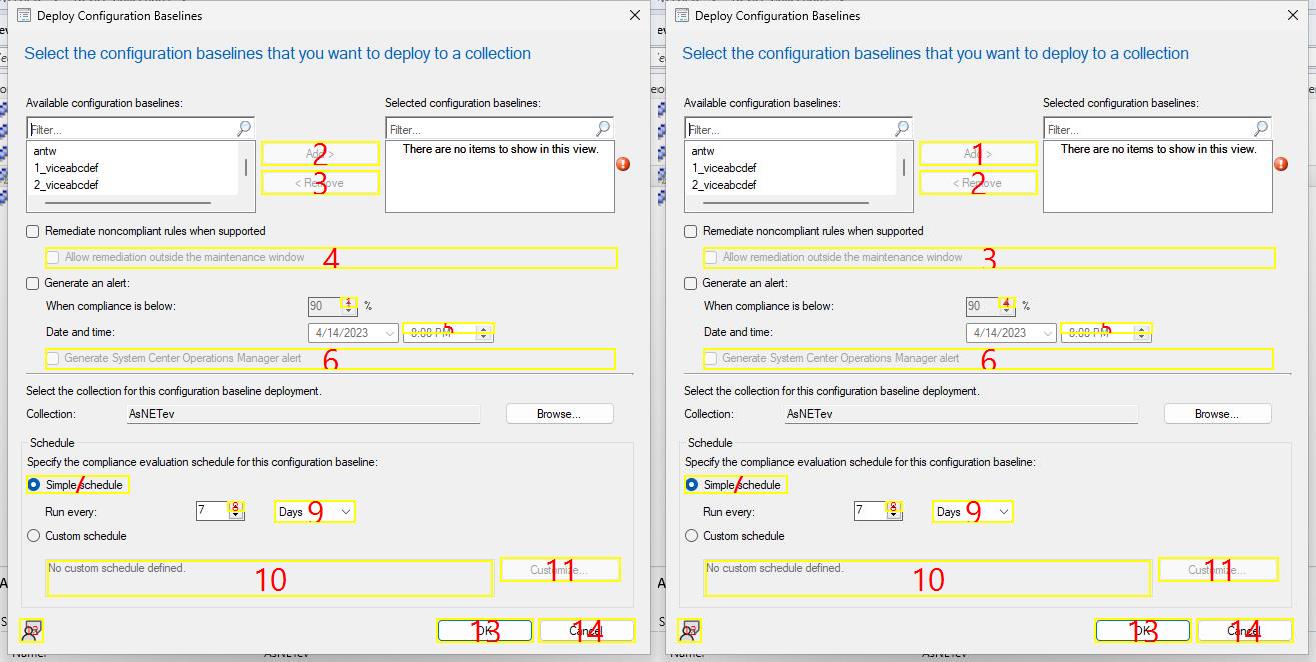 Deploy Configuration Baselines
Select the configuration baselines that you want to deploy to a collection
Available configuration baselines:
Selected configuration baselines:
Filter...
Filter...
antw
1_viceabcdef
2_viceabcdef
2
Add >
3
< Remove
There are no items to show in this view.
Remediate noncompliant rules when supported
Allow remediation outside the maintenance window
4
Generate an alert:
When compliance is below:
90
1
%
Date and time:
4/14/2023
8:08 PM
5
Generate System Center Operations Manager alert
6
Select the collection for this configuration baseline deployment.
Collection:
AsNETev
Browse...
Schedule
Specify the compliance evaluation schedule for this configuration baseline:
Simple schedule
7
Run every:
7
8
Days
9
Custom schedule
No custom schedule defined.
10
Customize...
11
OK
13
Cancel
14
Deploy Configuration Baselines
Select the configuration baselines that you want to deploy to a collection
Available configuration baselines:
Selected configuration baselines:
Filter...
Filter...
antw
1_viceabcdef
2_viceabcdef
1
Add >
2
< Remove
There are no items to show in this view.
Remediate noncompliant rules when supported
Allow remediation outside the maintenance window
3
Generate an alert:
When compliance is below:
90
4
%
Date and time:
4/14/2023
8:08 PM
5
Generate System Center Operations Manager alert
6
Select the collection for this configuration baseline deployment.
Collection:
AsNETev
Browse...
Schedule
Specify the compliance evaluation schedule for this configuration baseline:
Simple schedule
7
Run every:
7
8
Days
9
Custom schedule
No custom schedule defined.
10
Customize...
11
OK
13
Cancel
14